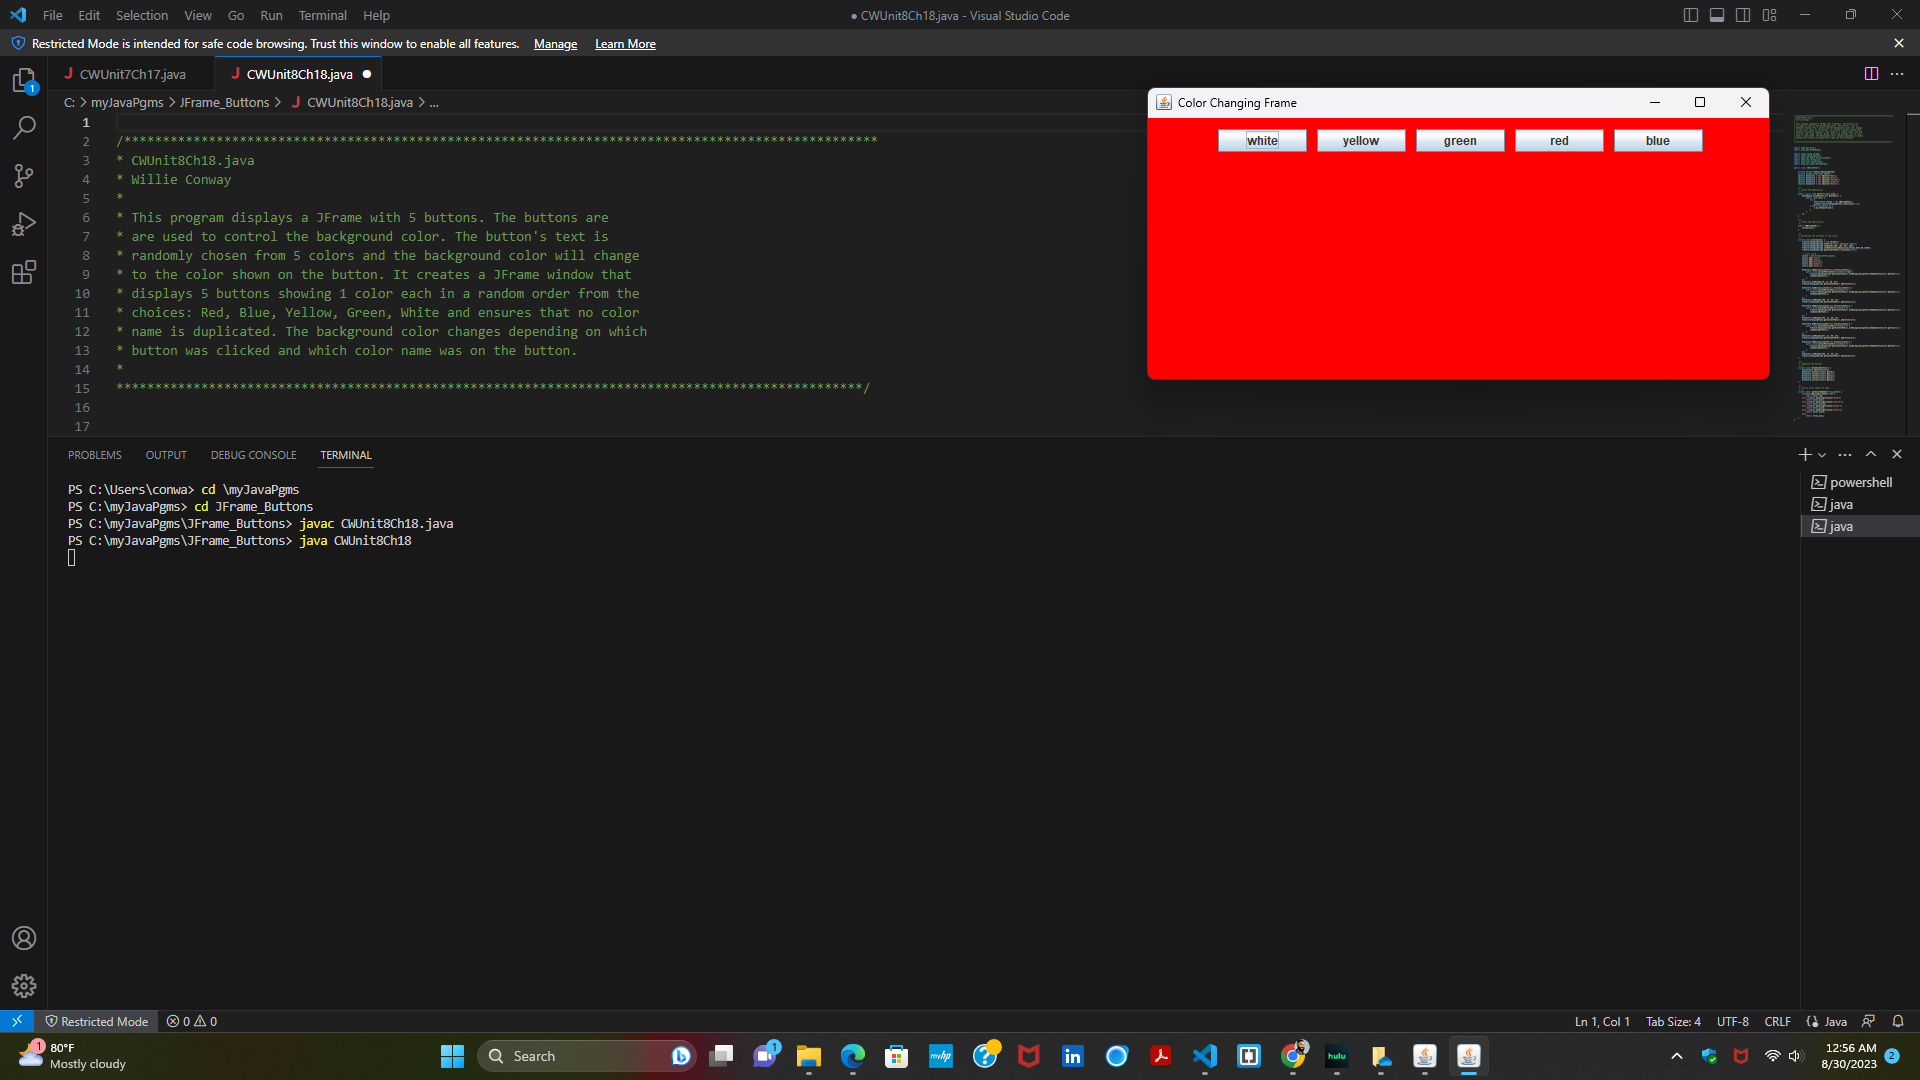 File Edit Selection View Go Run Terminal Help
● CWUnit8Ch18.java - Visual Studio Code
Restricted Mode is intended for safe code browsing. Trust this window to enable all features. Manage Learn More
CWUnit7Ch17.java
CWUnit8Ch18.java
C: > myJavaPgms > JFrame_Buttons > CWUnit8Ch18.java > ...
1
2 /**************************************************************************************************
3 * CWUnit8Ch18.java
4 * Willie Conway
5 *
6 * This program displays a JFrame with 5 buttons. The buttons are
7 * are used to control the background color. The button's text is
8 * randomly chosen from 5 colors and the background color will change
9 * to the color shown on the button. It creates a JFrame window that
10 * displays 5 buttons showing 1 color each in a random order from the
11 * choices: Red, Blue, Yellow, Green, White and ensures that no color
12 * name is duplicated. The background color changes depending on which
13 * button was clicked and which color name was on the button.
14 *
15 *************************************************************************************************/
16
17
Color Changing Frame
white yellow green red blue
PROBLEMS OUTPUT DEBUG CONSOLE TERMINAL
PS C:\Users\conwa> cd \myJavaPgms
PS C:\myJavaPgms> cd JFrame_Buttons
PS C:\myJavaPgms\JFrame_Buttons> javac CWUnit8Ch18.java
PS C:\myJavaPgms\JFrame_Buttons> java CWUnit8Ch18
powershell
java
java
1
Restricted Mode 0 0
Ln 1, Col 1 Tab Size: 4 UTF-8 CRLF Java
1
80°F
Mostly cloudy
Search
1
myhp
in
hulu
12:56 AM
8/30/2023
2